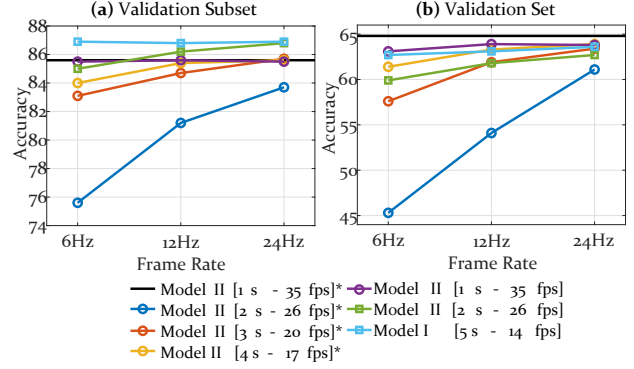 (a) Validation Subset
(b) Validation Set
88
86
84
82
80
78
76
74
Accuracy
6Hz 12Hz 24Hz
Frame Rate
65
60
55
50
45
Accuracy
6Hz 12Hz 24Hz
Frame Rate
Model II [1 s - 35 fps]*
Model II [2 s - 26 fps]*
Model II [3 s - 20 fps]*
Model II [4 s - 17 fps]*
Model II [1 s - 35 fps]
Model II [2 s - 26 fps]
Model I [5 s - 14 fps]